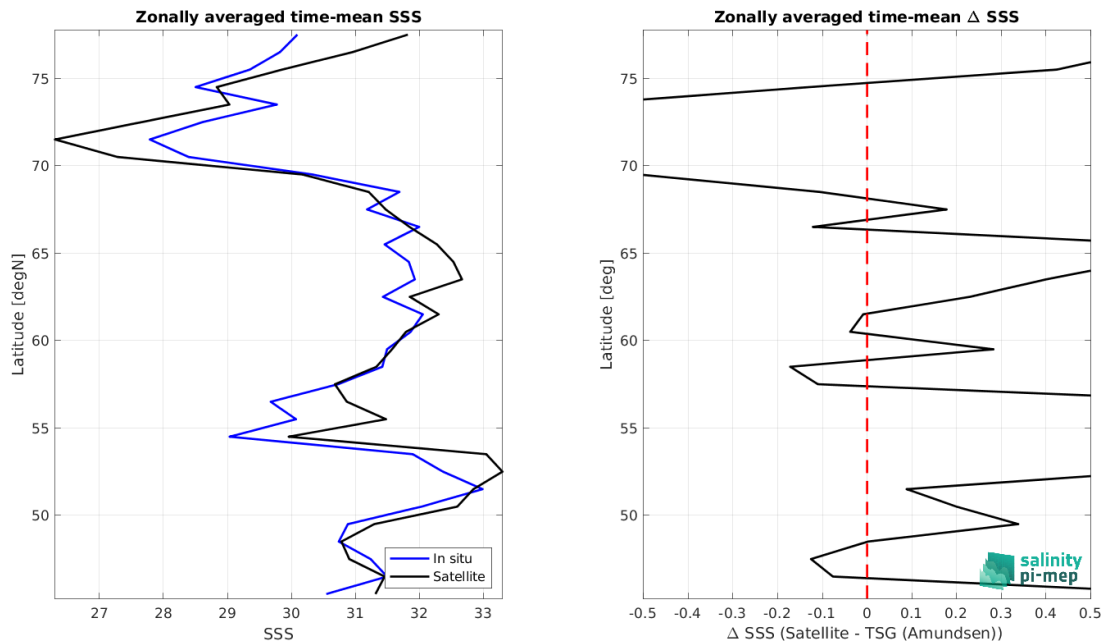 Zonally averaged time-mean SSS
75
70
65
60
55
50
Latitude [degN]
27 28 29 30 31 32 33
SSS
In situ
Satellite
Zonally averaged time-mean Δ SSS
75
70
65
60
55
50
Latitude [deg]
-0.5 -0.4 -0.3 -0.2 -0.1 0 0.1 0.2 0.3 0.4 0.5
Δ SSS (Satellite - TSG (Amundsen))
salinity
pi-mep